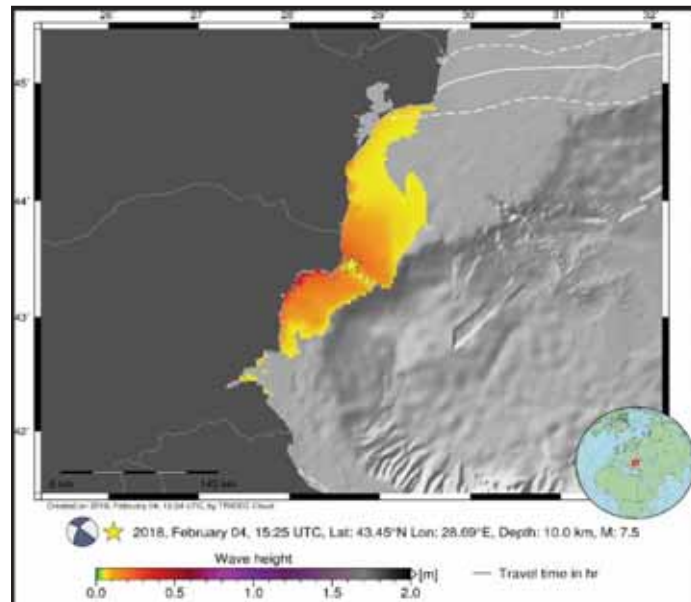 26° 28° 29° 30° 31° 32°
45°
44°
43°
42°
0 km
2018, February 04, 15:25 UTC, Lat: 43.45°N Lon: 28.69°E, Depth: 10.0 km, M: 7.5
Wave height
[m]
Travel time in hr
0.0 0.5 1.0 1.5 2.0